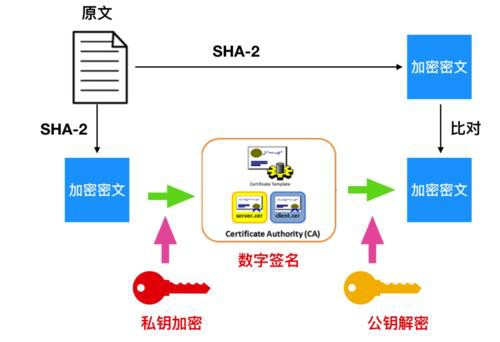 原文
SHA-2
加密密文
SHA-2
比对
加密密文
Certificate Template
server.cer
client.cer
Certificate Authority (CA)
加密密文
数字签名
私钥加密
公钥解密